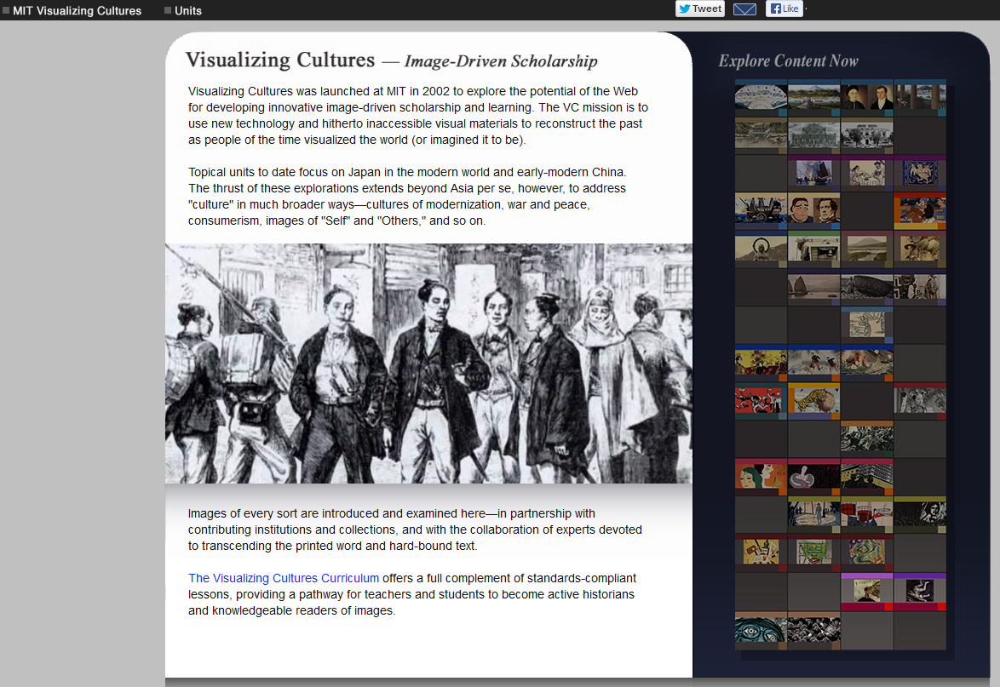 MIT Visualizing Cultures
Units
Tweet
Like
Visualizing Cultures — Image-Driven Scholarship
Explore Content Now
Visualizing Cultures was launched at MIT in 2002 to explore the potential of the Web
for developing innovative image-driven scholarship and learning. The VC mission is to
use new technology and hitherto inaccessible visual materials to reconstruct the past
as people of the time visualized the world (or imagined it to be).
Topical units to date focus on Japan in the modern world and early-modern China.
The thrust of these explorations extends beyond Asia per se, however, to address
"culture" in much broader ways—cultures of modernization, war and peace,
consumerism, images of "Self" and "Others," and so on.
Images of every sort are introduced and examined here—in partnership with
contributing institutions and collections, and with the collaboration of experts devoted
to transcending the printed word and hard-bound text.
The Visualizing Cultures Curriculum offers a full complement of standards-compliant
lessons, providing a pathway for teachers and students to become active historians
and knowledgeable readers of images.